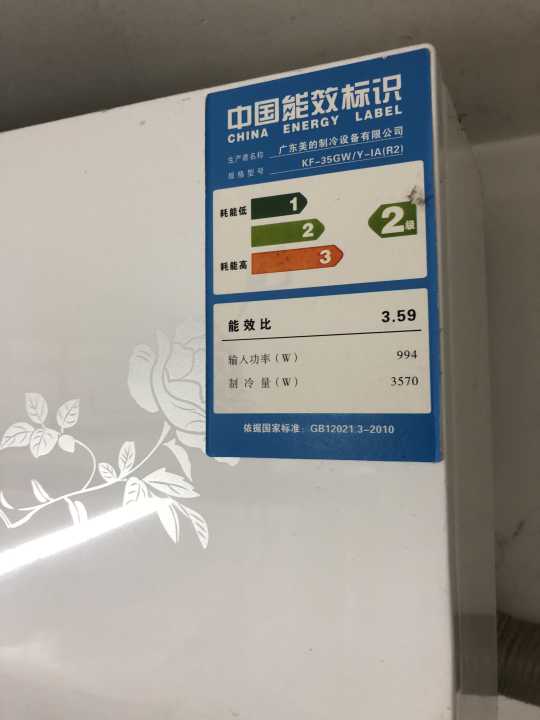 中国能效标识
CHINA ENERGY LABEL
生产者名称 广东美的制冷设备有限公司
规格型号 KF-35GW/Y-IA(R2)
耗能低
1
2
耗能高
3
2级
能效比 3.59
输入功率(W) 994
制冷量(W) 3570
依据国家标准: GB12021.3-2010